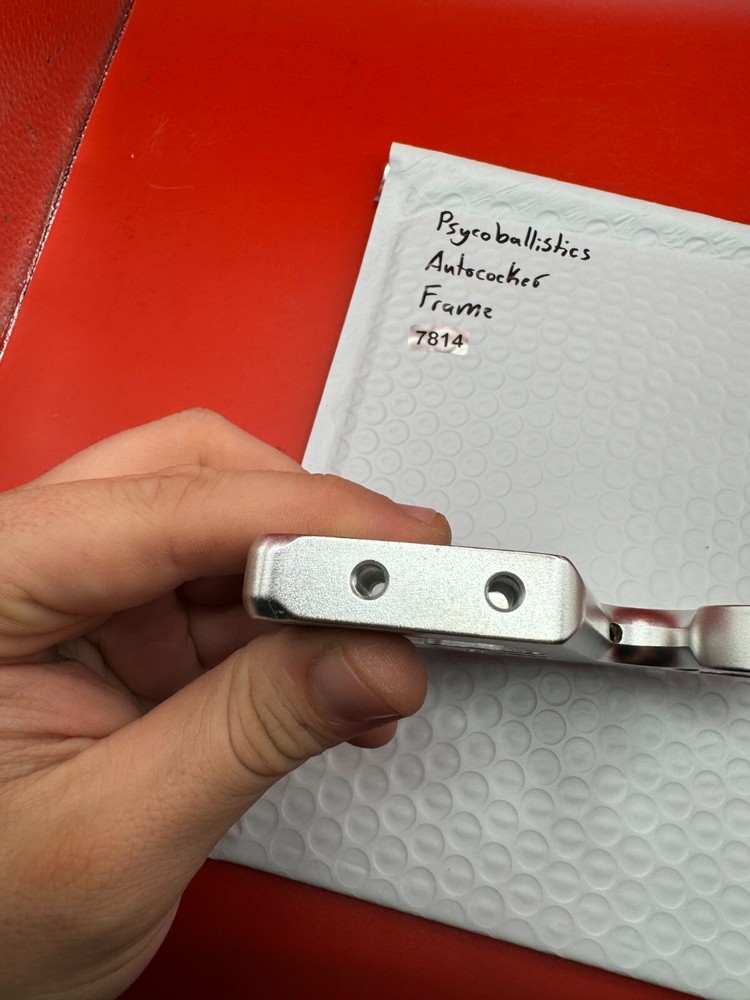 Psycoballistics
Autococker
Frame
7814